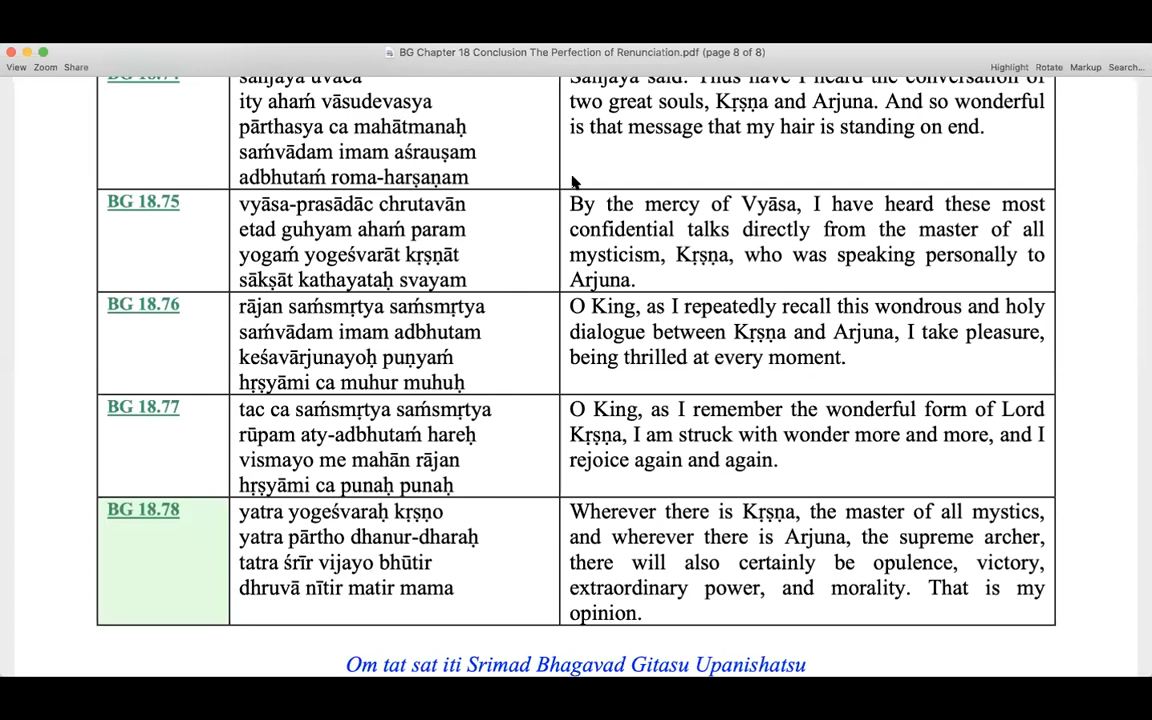 BG Chapter 18 Conclusion The Perfection of Renunciation.pdf (page 8 of 8)
View Zoom Share
Highlight Rotate Markup Search...
BG 18.74
sañjaya uvāca
ity ahaṁ vāsudevasya
pārthasya ca mahātmanaḥ
saṁvādam imam aśrauṣam
adbhutaṁ roma-harṣaṇam
Sañjaya said: Thus have I heard the conversation of
two great souls, Kṛṣṇa and Arjuna. And so wonderful
is that message that my hair is standing on end.
BG 18.75
vyāsa-prasādāc chrutavān
etad guhyam ahaṁ param
yogaṁ yogeśvarāt kṛṣṇāt
sākṣāt kathayataḥ svayam
By the mercy of Vyāsa, I have heard these most
confidential talks directly from the master of all
mysticism, Kṛṣṇa, who was speaking personally to
Arjuna.
BG 18.76
rājan saṁsmṛtya saṁsmṛtya
saṁvādam imam adbhutam
keśavārjunayoḥ puṇyaṁ
hṛṣyāmi ca muhur muhuḥ
O King, as I repeatedly recall this wondrous and holy
dialogue between Kṛṣṇa and Arjuna, I take pleasure,
being thrilled at every moment.
BG 18.77
tac ca saṁsmṛtya saṁsmṛtya
rūpam aty-adbhutaṁ hareḥ
vismayo me mahān rājan
hṛṣyāmi ca punaḥ punaḥ
O King, as I remember the wonderful form of Lord
Kṛṣṇa, I am struck with wonder more and more, and I
rejoice again and again.
BG 18.78
yatra yogeśvaraḥ kṛṣṇo
yatra pārtho dhanur-dharaḥ
tatra śrīr vijayo bhūtir
dhruvā nītir matir mama
Wherever there is Kṛṣṇa, the master of all mystics,
and wherever there is Arjuna, the supreme archer,
there will also certainly be opulence, victory,
extraordinary power, and morality. That is my
opinion.
Om tat sat iti Srimad Bhagavad Gitasu Upanishatsu